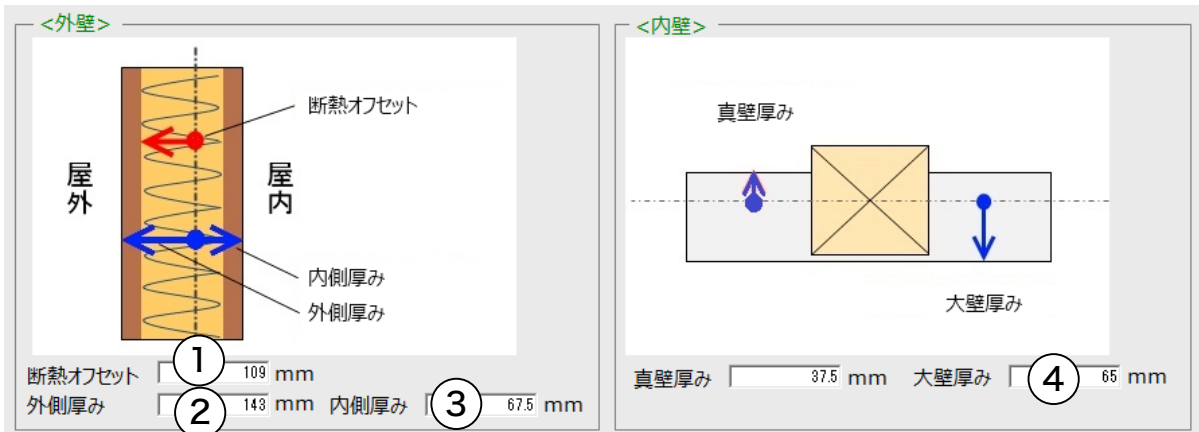 <外壁>
断熱オフセット
屋外
屋内
内側厚み
外側厚み
断熱オフセット ① 109 mm
外側厚み ② 143 mm 内側厚み ③ 67.5 mm
<内壁>
真壁厚み
大壁厚み
真壁厚み 37.5 mm 大壁厚み ④ 65 mm